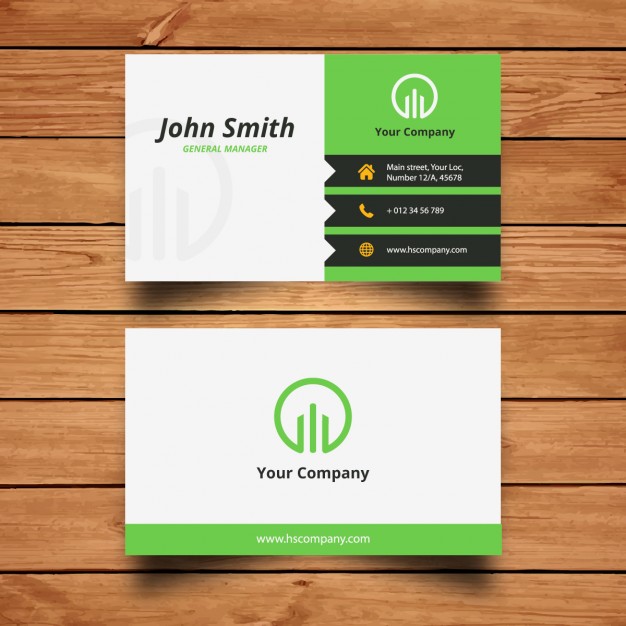 John Smith
GENERAL MANAGER
Your Company
Main street, Your Loc,
Number 12/A, 45678
+ 012 34 56 789
www.hscompany.com
Your Company
www.hscompany.com